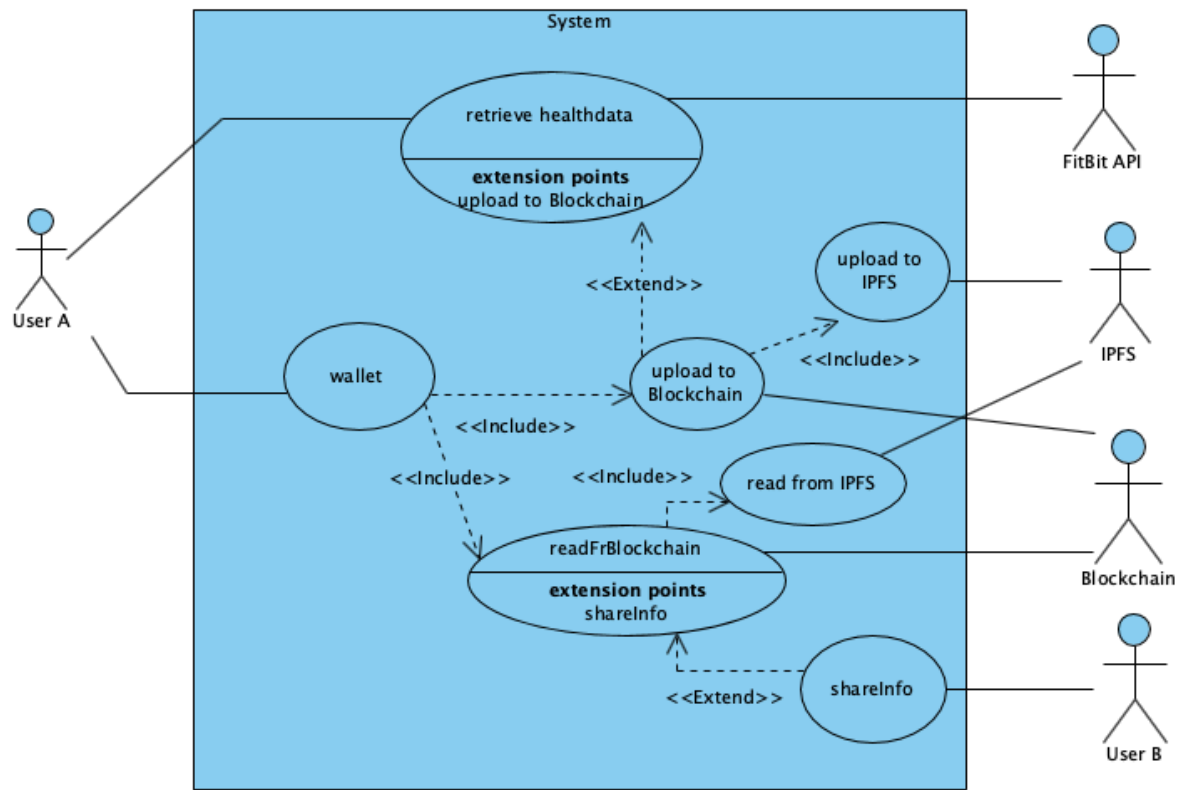 System
retrieve healthdata
extension points
upload to Blockchain
FitBit API
upload to
IPFS
<<Extend>>
User A
IPFS
<<Include>>
wallet
upload to
Blockchain
<<Include>>
<<Include>>
<<Include>>
read from IPFS
readFrBlockchain
extension points
shareInfo
Blockchain
shareInfo
<<Extend>>
User B